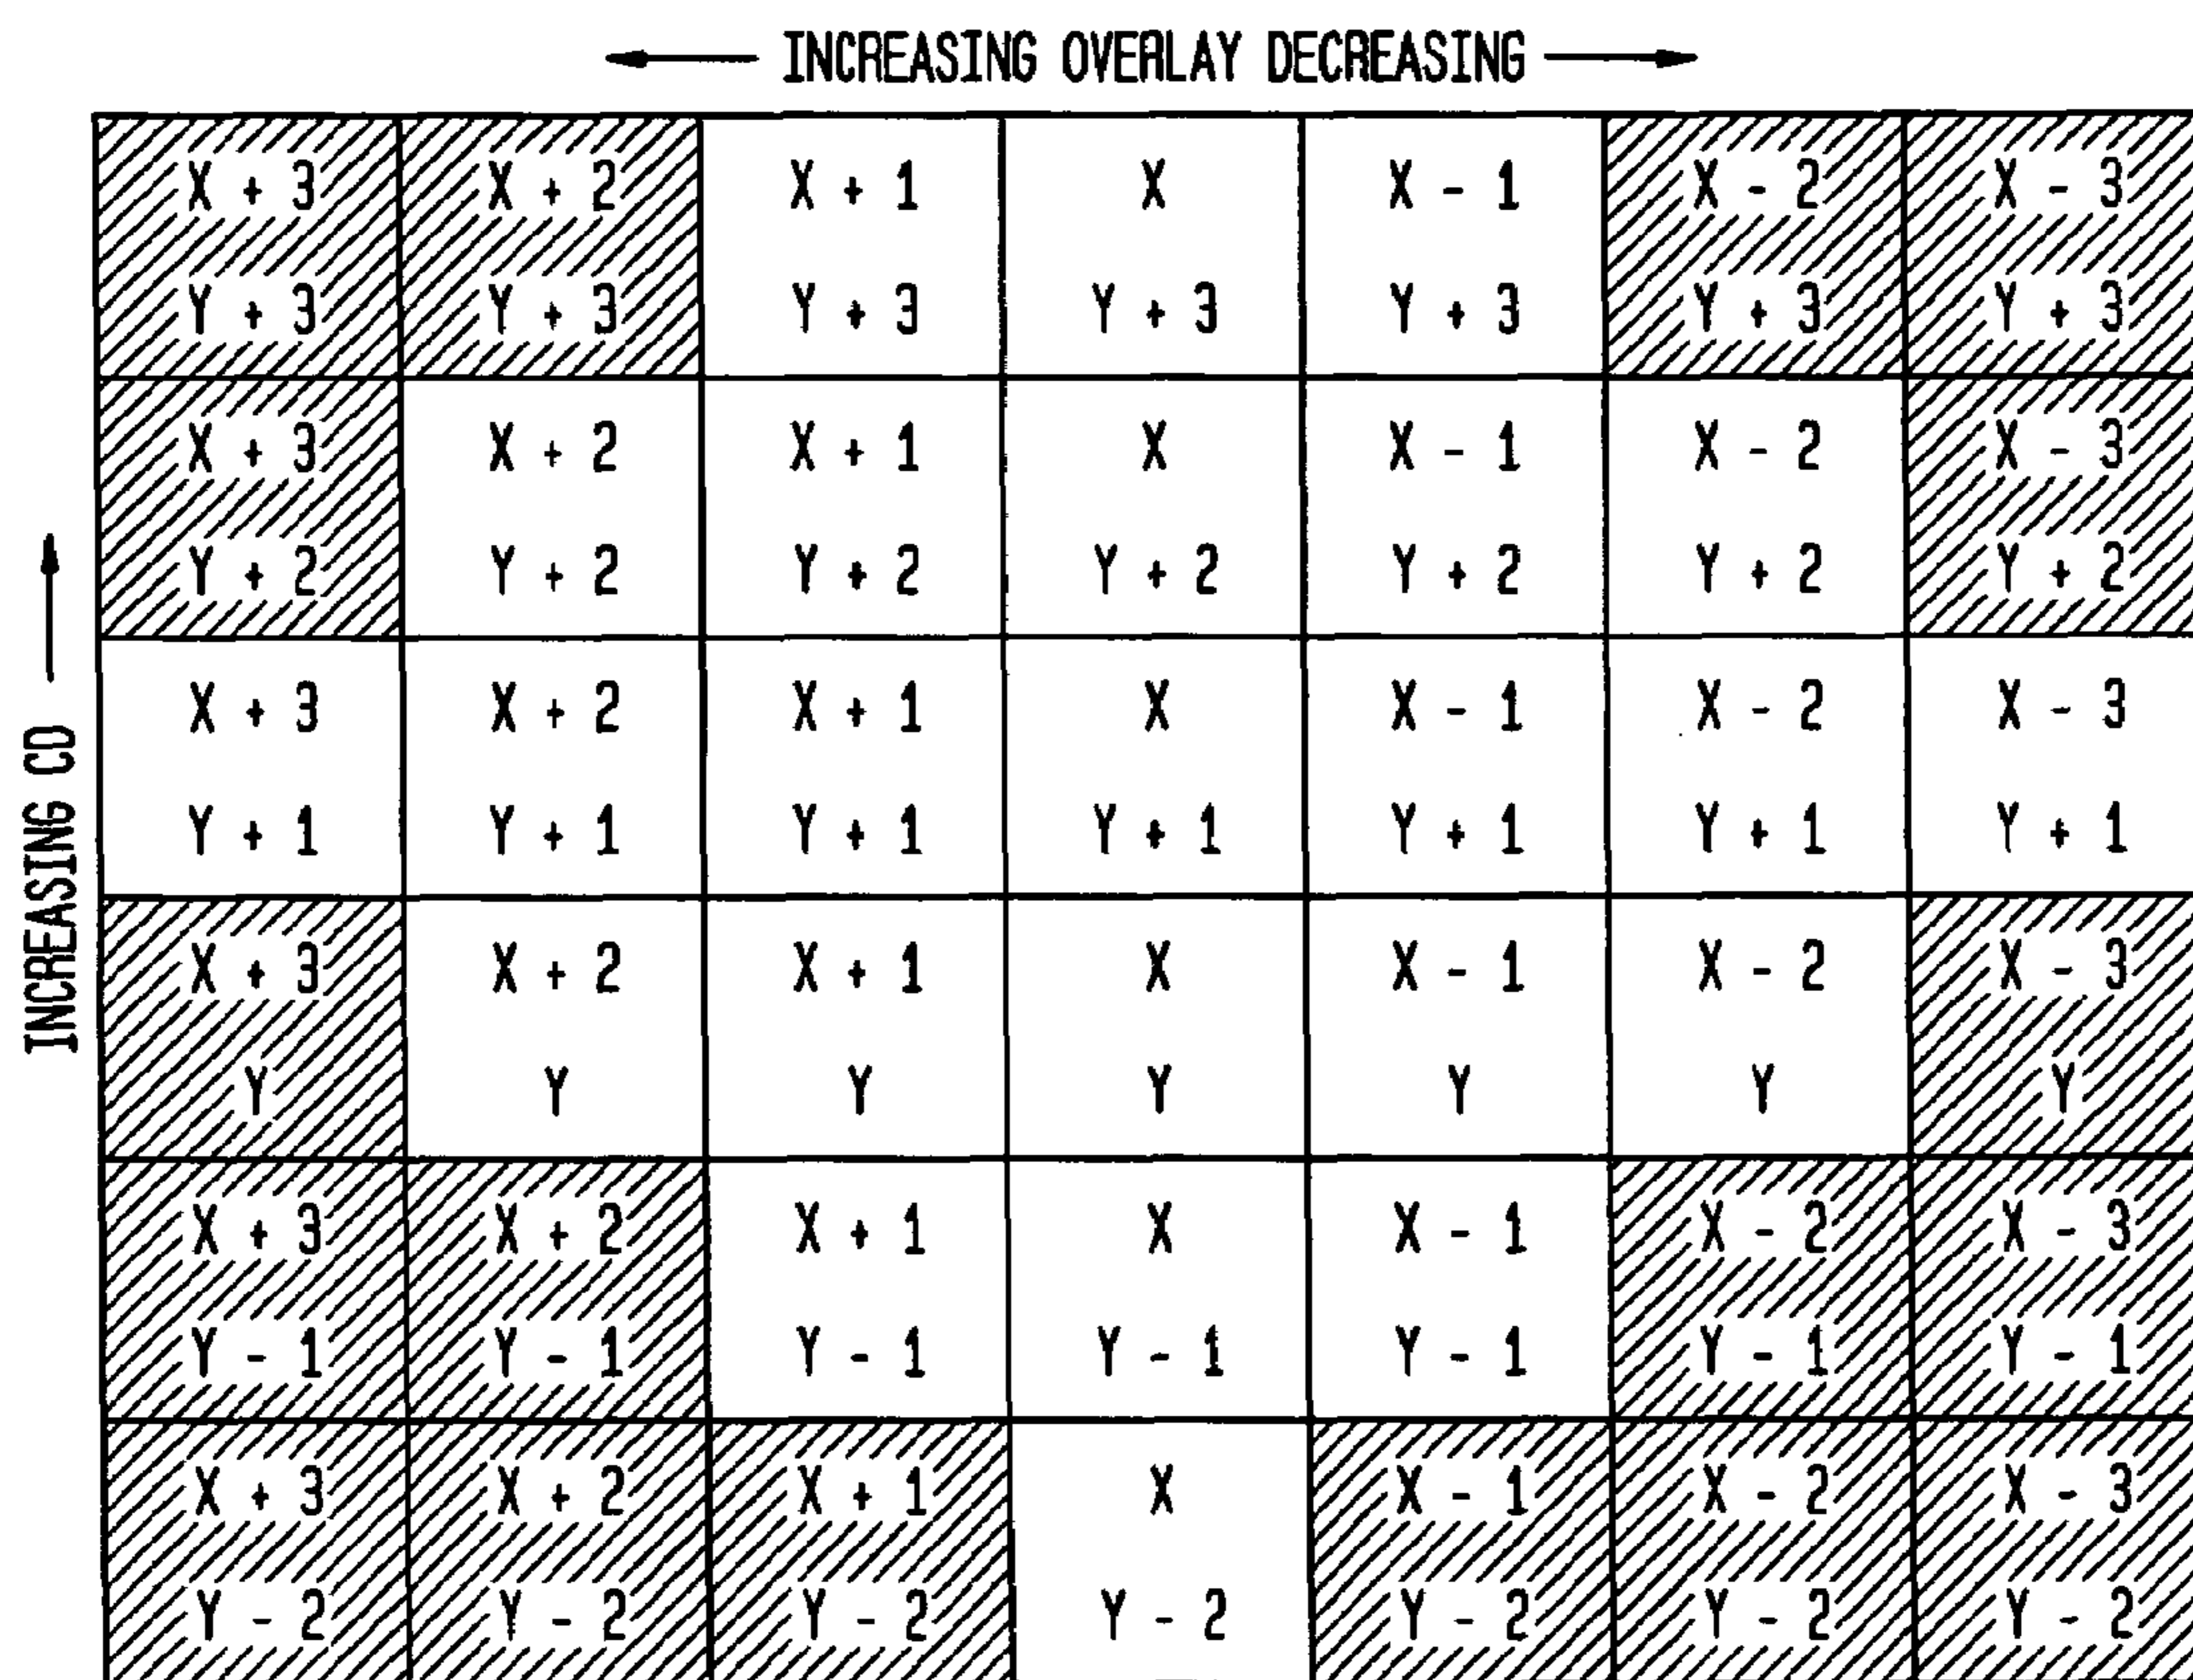 INCREASING OVERLAY DECREASING
INCREASING CD
X + 3 X + 2 X + 1 X X - 1 X - 2 X - 3
Y + 3 Y + 3 Y + 3 Y + 3 Y + 3 Y + 3 Y + 3
X + 3 X + 2 X + 1 X X - 1 X - 2 X - 3
Y + 2 Y + 2 Y + 2 Y + 2 Y + 2 Y + 2 Y + 2
X + 3 X + 2 X + 1 X X - 1 X - 2 X - 3
Y + 1 Y + 1 Y + 1 Y + 1 Y + 1 Y + 1 Y + 1
X + 3 X + 2 X + 1 X X - 1 X - 2 X - 3
Y Y Y Y Y Y Y
X + 3 X + 2 X + 1 X X - 1 X - 2 X - 3
Y - 1 Y - 1 Y - 1 Y - 1 Y - 1 Y - 1 Y - 1
X + 3 X + 2 X + 1 X X - 1 X - 2 X - 3
Y - 2 Y - 2 Y - 2 Y - 2 Y - 2 Y - 2 Y - 2